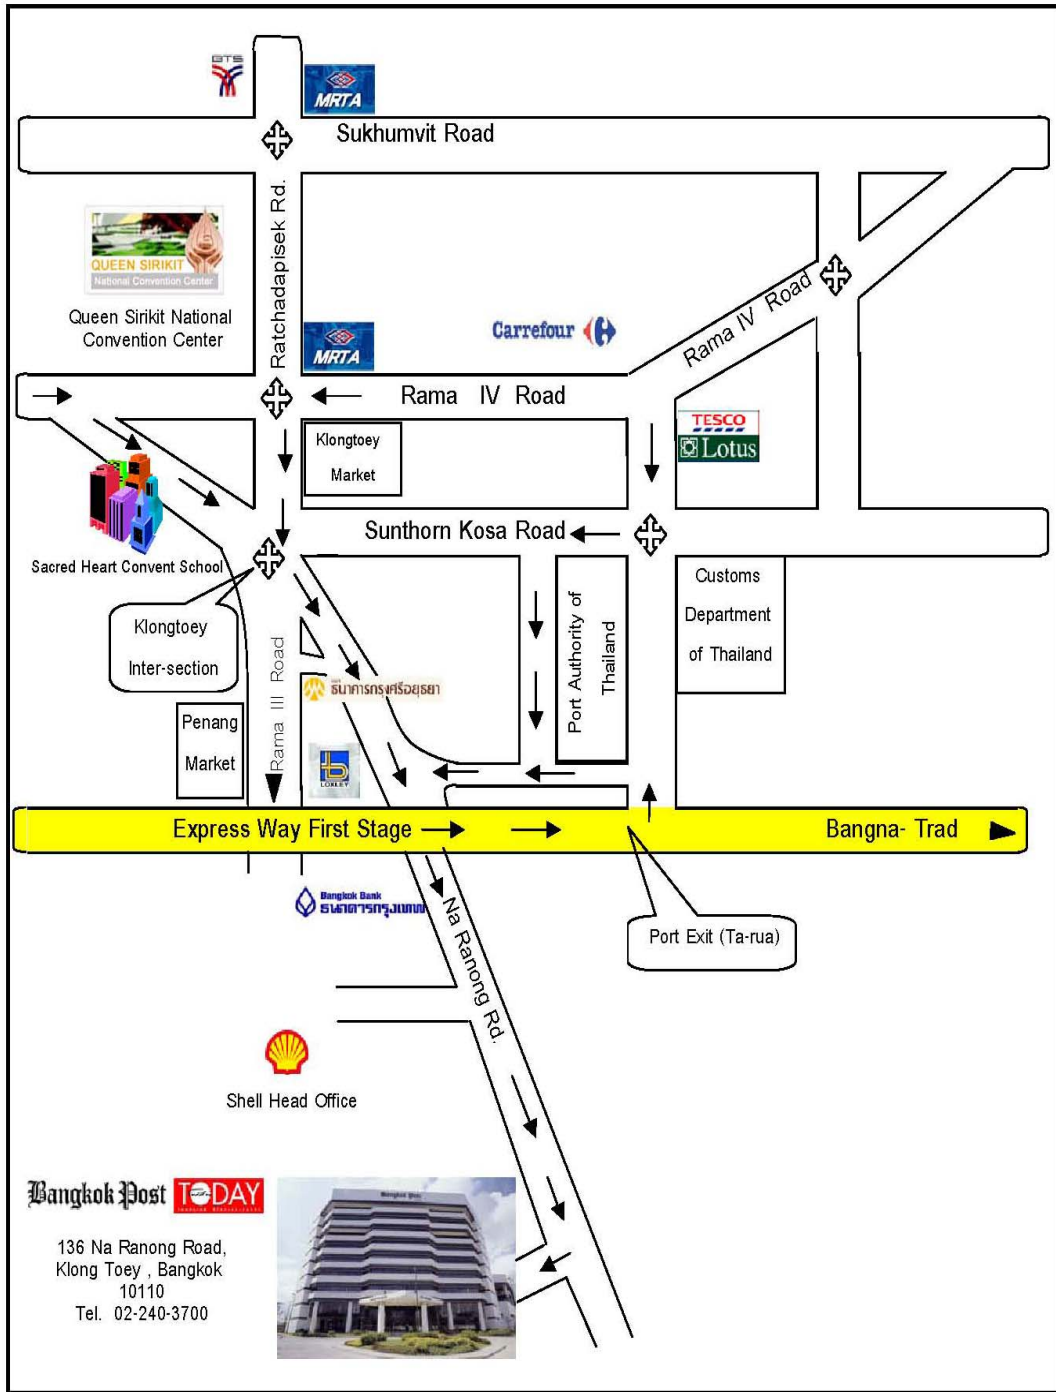 BTS
MRTA
Sukhumvit Road
Ratchadapisek Rd.
QUEEN SIRIKIT
National Convention Center
Queen Sirikit National
Convention Center
MRTA
Carrefour
Rama IV Road
Rama IV Road
TESCO
Lotus
Klongtoey
Market
Sunthorn Kosa Road
Sacred Heart Convent School
Klongtoey
Inter-section
Customs
Department
of Thailand
Port Authority of
Thailand
Rama III Road
ธนาคารกรุงศรีอยุธยา
Penang
Market
LOXLEY
Express Way First Stage
Bangna- Trad
Bangkok Bank
ธนาคารกรุงเทพ
Na Ranong Rd.
Port Exit (Ta-rua)
Shell Head Office
Bangkok Post TODAY
Bangkok Post
136 Na Ranong Road,
Klong Toey , Bangkok
10110
Tel. 02-240-3700